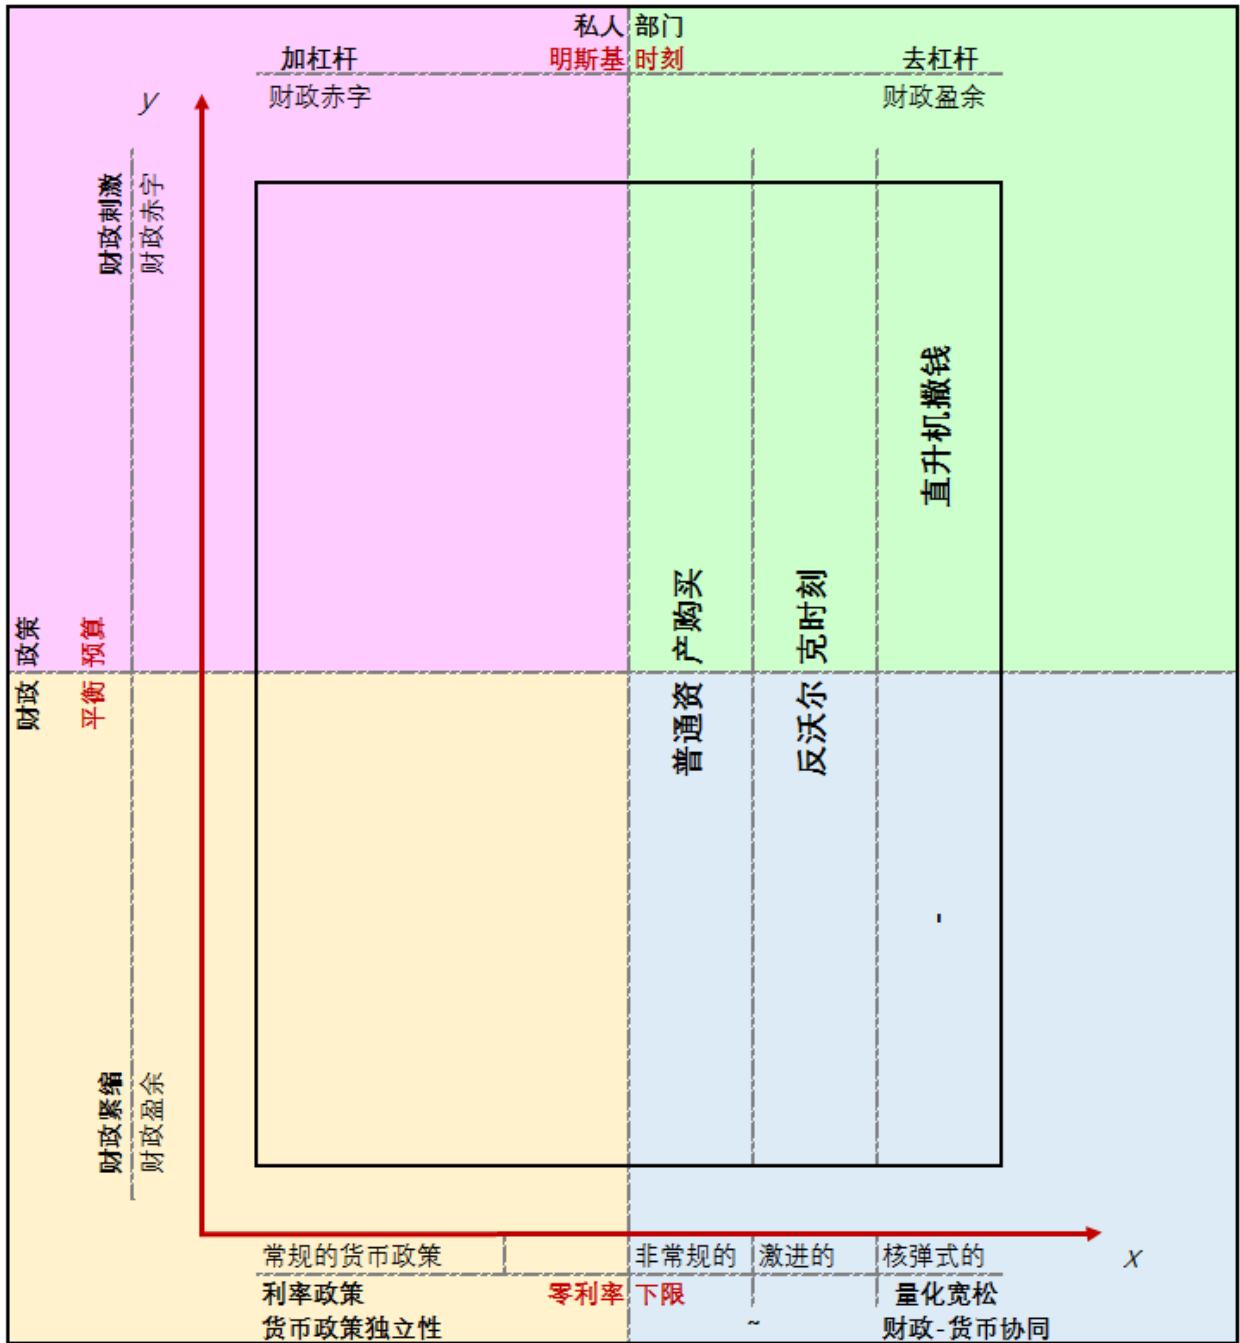 私人 部门
加杠杆 明斯基 时刻 去杠杆
财政赤字 财政盈余
y
财政刺激
财政赤字
直升机撒钱
财政 政策
平衡 预算
普通资 产购买
反沃尔 克时刻
-
财政紧缩
财政盈余
常规的货币政策 非常规的 激进的 核弹式的 x
利率政策 零利率 下限 量化宽松
货币政策独立性 ~ 财政-货币协同